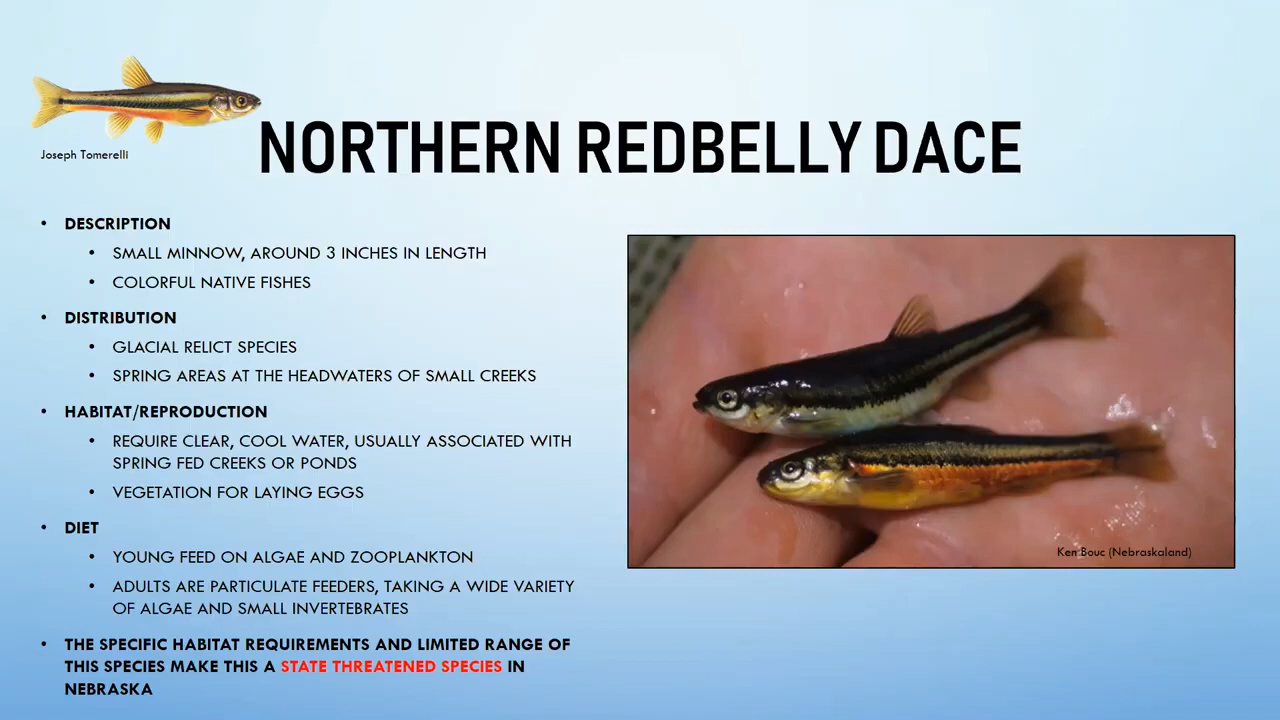 Joseph Tomerelli
NORTHERN REDBELLY DACE
• DESCRIPTION
• SMALL MINNOW, AROUND 3 INCHES IN LENGTH
• COLORFUL NATIVE FISHES
• DISTRIBUTION
• GLACIAL RELICT SPECIES
• SPRING AREAS AT THE HEADWATERS OF SMALL CREEKS
• HABITAT/REPRODUCTION
• REQUIRE CLEAR, COOL WATER, USUALLY ASSOCIATED WITH
SPRING FED CREEKS OR PONDS
• VEGETATION FOR LAYING EGGS
• DIET
• YOUNG FEED ON ALGAE AND ZOOPLANKTON
• ADULTS ARE PARTICULATE FEEDERS, TAKING A WIDE VARIETY
OF ALGAE AND SMALL INVERTEBRATES
• THE SPECIFIC HABITAT REQUIREMENTS AND LIMITED RANGE OF
THIS SPECIES MAKE THIS A STATE THREATENED SPECIES IN
NEBRASKA
Ken Bouc (Nebraskaland)